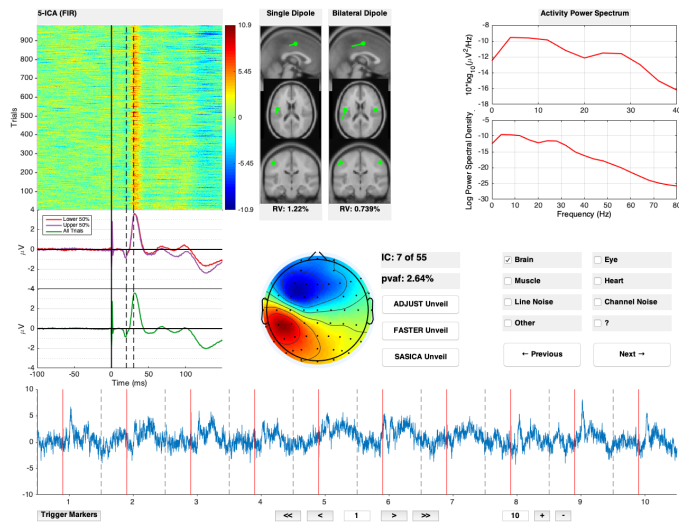 5-ICA (FIR)
Single Dipole
Bilateral Dipole
Activity Power Spectrum
Trials
900
800
700
600
500
400
300
200
100
4
10.9
5.45
0
-5.45
-10.9
RV: 1.22%
RV: 0.739%
10*log10(μV²/Hz)
-8
-10
-12
-14
-16
-18
0
20
40
60
80
Log Power Spectral Density
-5
-10
-15
-20
-25
-30
0
10
20
30
40
50
60
70
80
Frequency (Hz)
Lower 50%
Upper 50%
All Trials
μV
2
0
-2
-4
μV
4
2
0
-2
-4
-100
-50
0
50
100
Time (ms)
IC: 7 of 55
pvaf: 2.64%
ADJUST Unveil
FASTER Unveil
SASICA Unveil
Brain
Eye
Muscle
Heart
Line Noise
Channel Noise
Other
?
← Previous
Next →
10
5
0
-5
-10
1
2
3
4
5
6
7
8
9
10
Trigger Markers
<<
<
1
>
>>
10
+
-